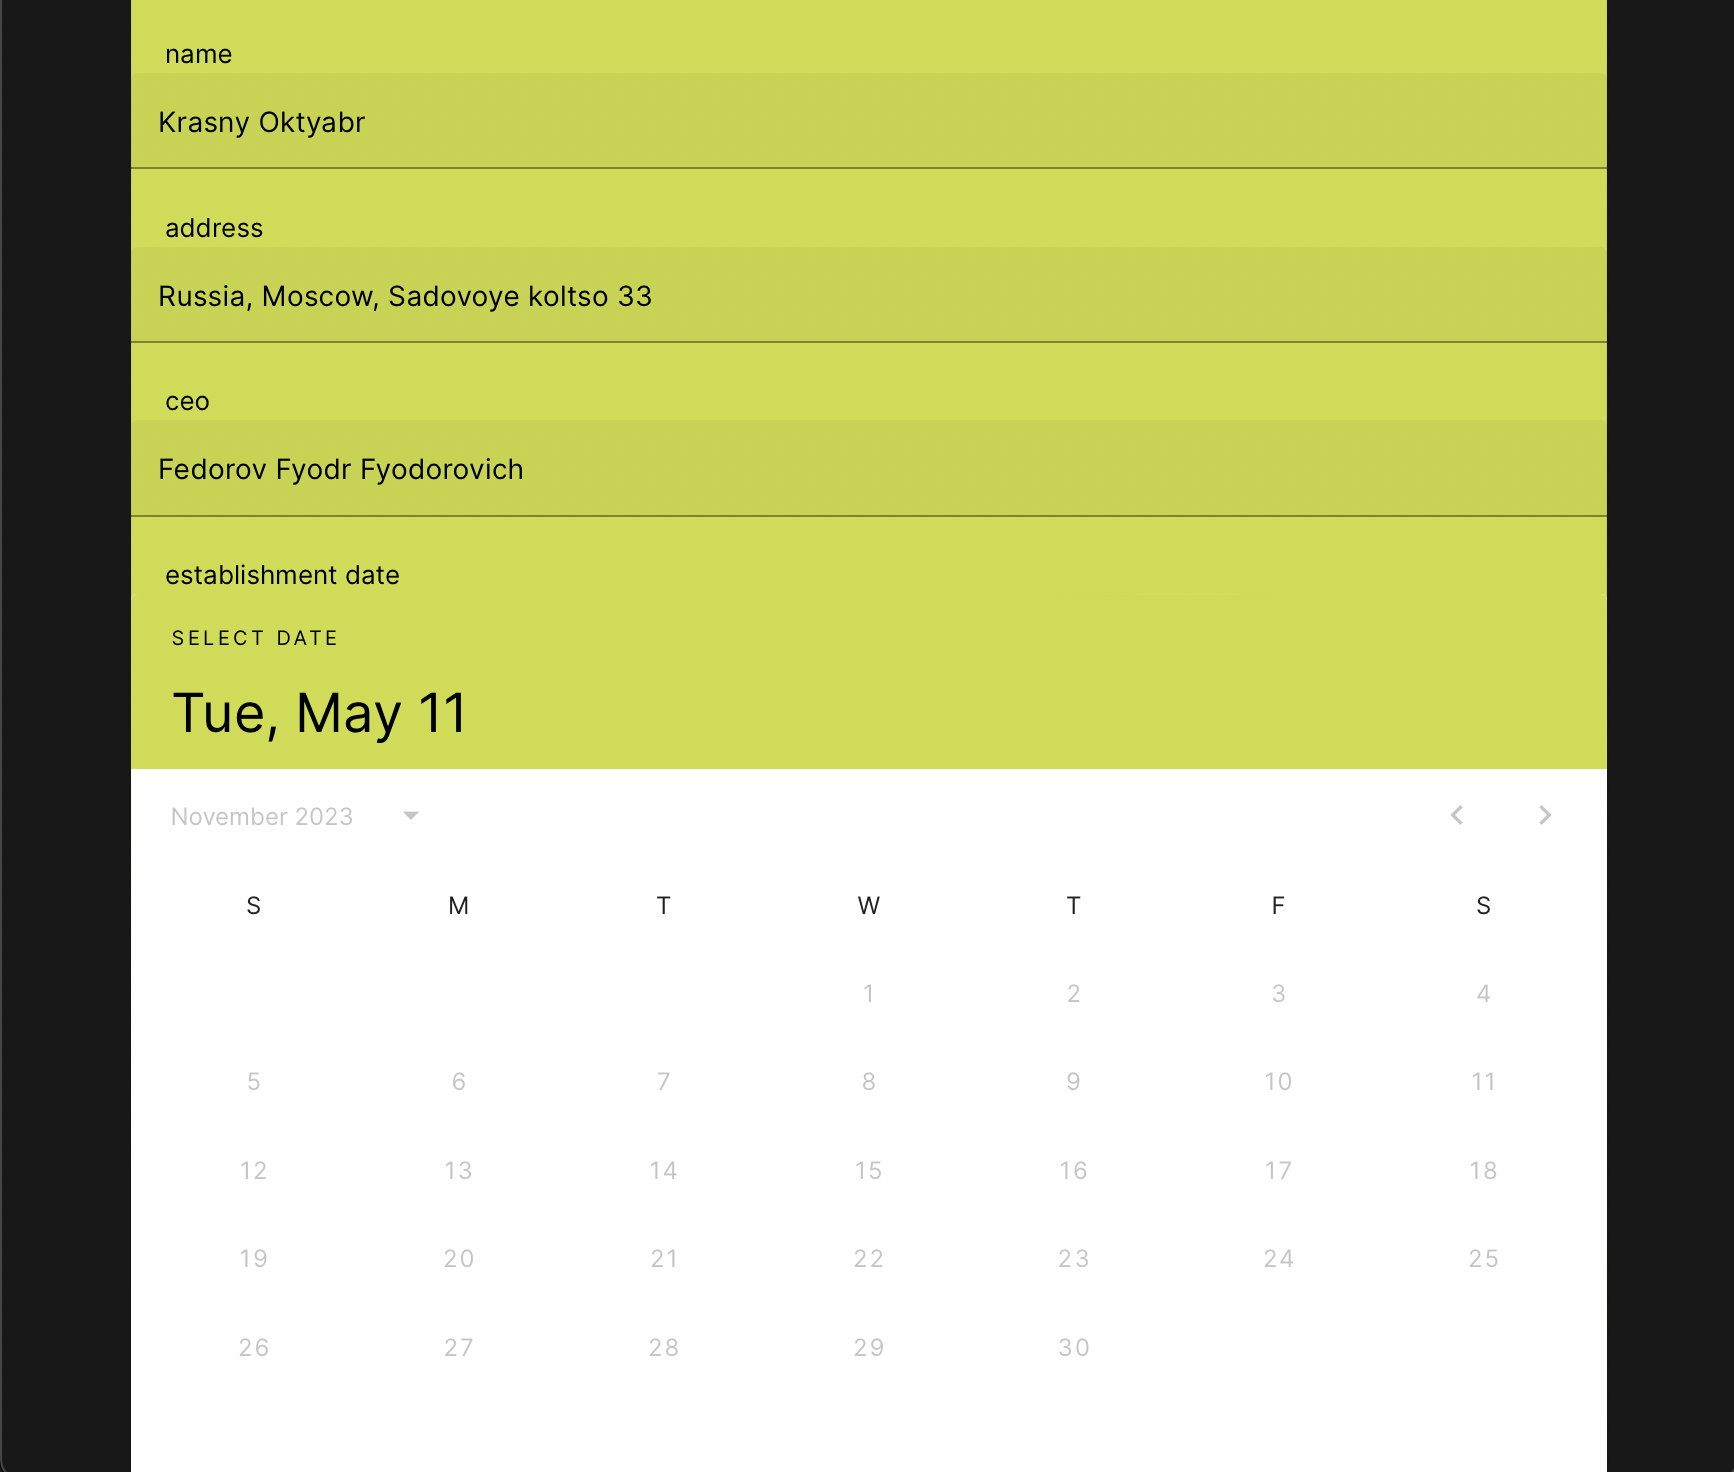 name
Krasny Oktyabr
address
Russia, Moscow, Sadovoye koltso 33
ceo
Fedorov Fyodr Fyodorovich
establishment date
SELECT DATE
Tue, May 11
November 2023
S M T W T F S
1 2 3 4
5 6 7 8 9 10 11
12 13 14 15 16 17 18
19 20 21 22 23 24 25
26 27 28 29 30